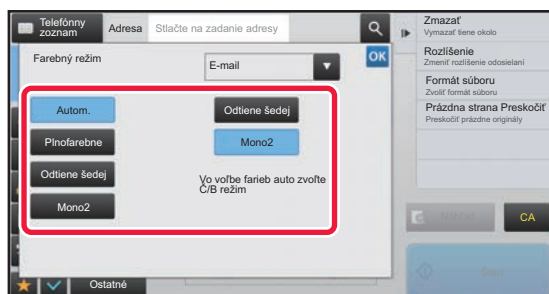 Telefónny
zoznam
Adresa
Stlačte na zadanie adresy
Farebný režim
E-mail
OK
Autom.
Plnofarebne
Odtiene šedej
Mono2
Odtiene šedej
Mono2
Vo voľbe farieb auto zvoľte
Č/B režim
Zmazať
Vymazať tiene okolo
Rozlíšenie
Zmeniť rozlíšenie odosielaní
Formát súboru
Zvoliť formát súboru
Prázdna strana Preskočiť
Preskočiť prázdne originály
Náhľad
CA
Štart
Ostatné